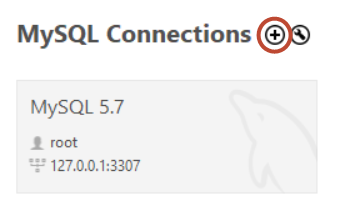 MySQL Connections
MySQL 5.7
root
127.0.0.1:3307